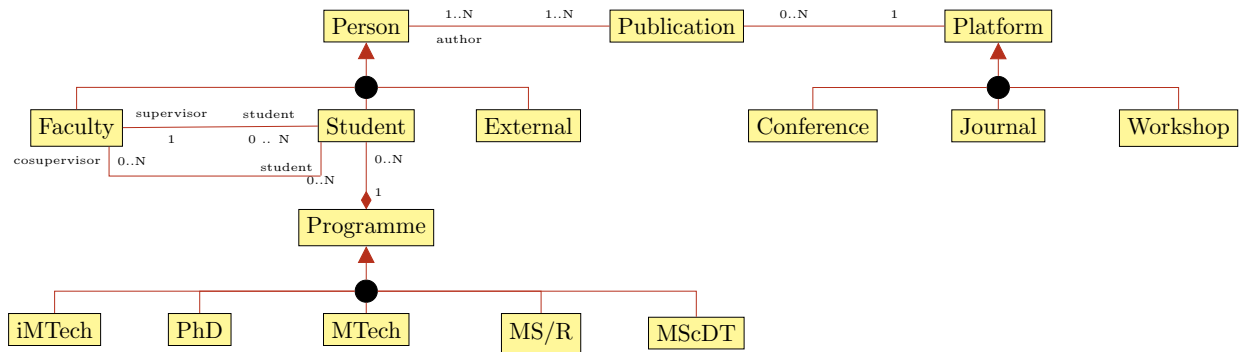 Person 1..N 1..N Publication 0..N 1 Platform
author
Faculty supervisor student Student External Conference Journal Workshop
1 0 .. N
cosupervisor 0..N student 0..N
0..N
1
Programme
iMTech PhD MTech MS/R MScDT